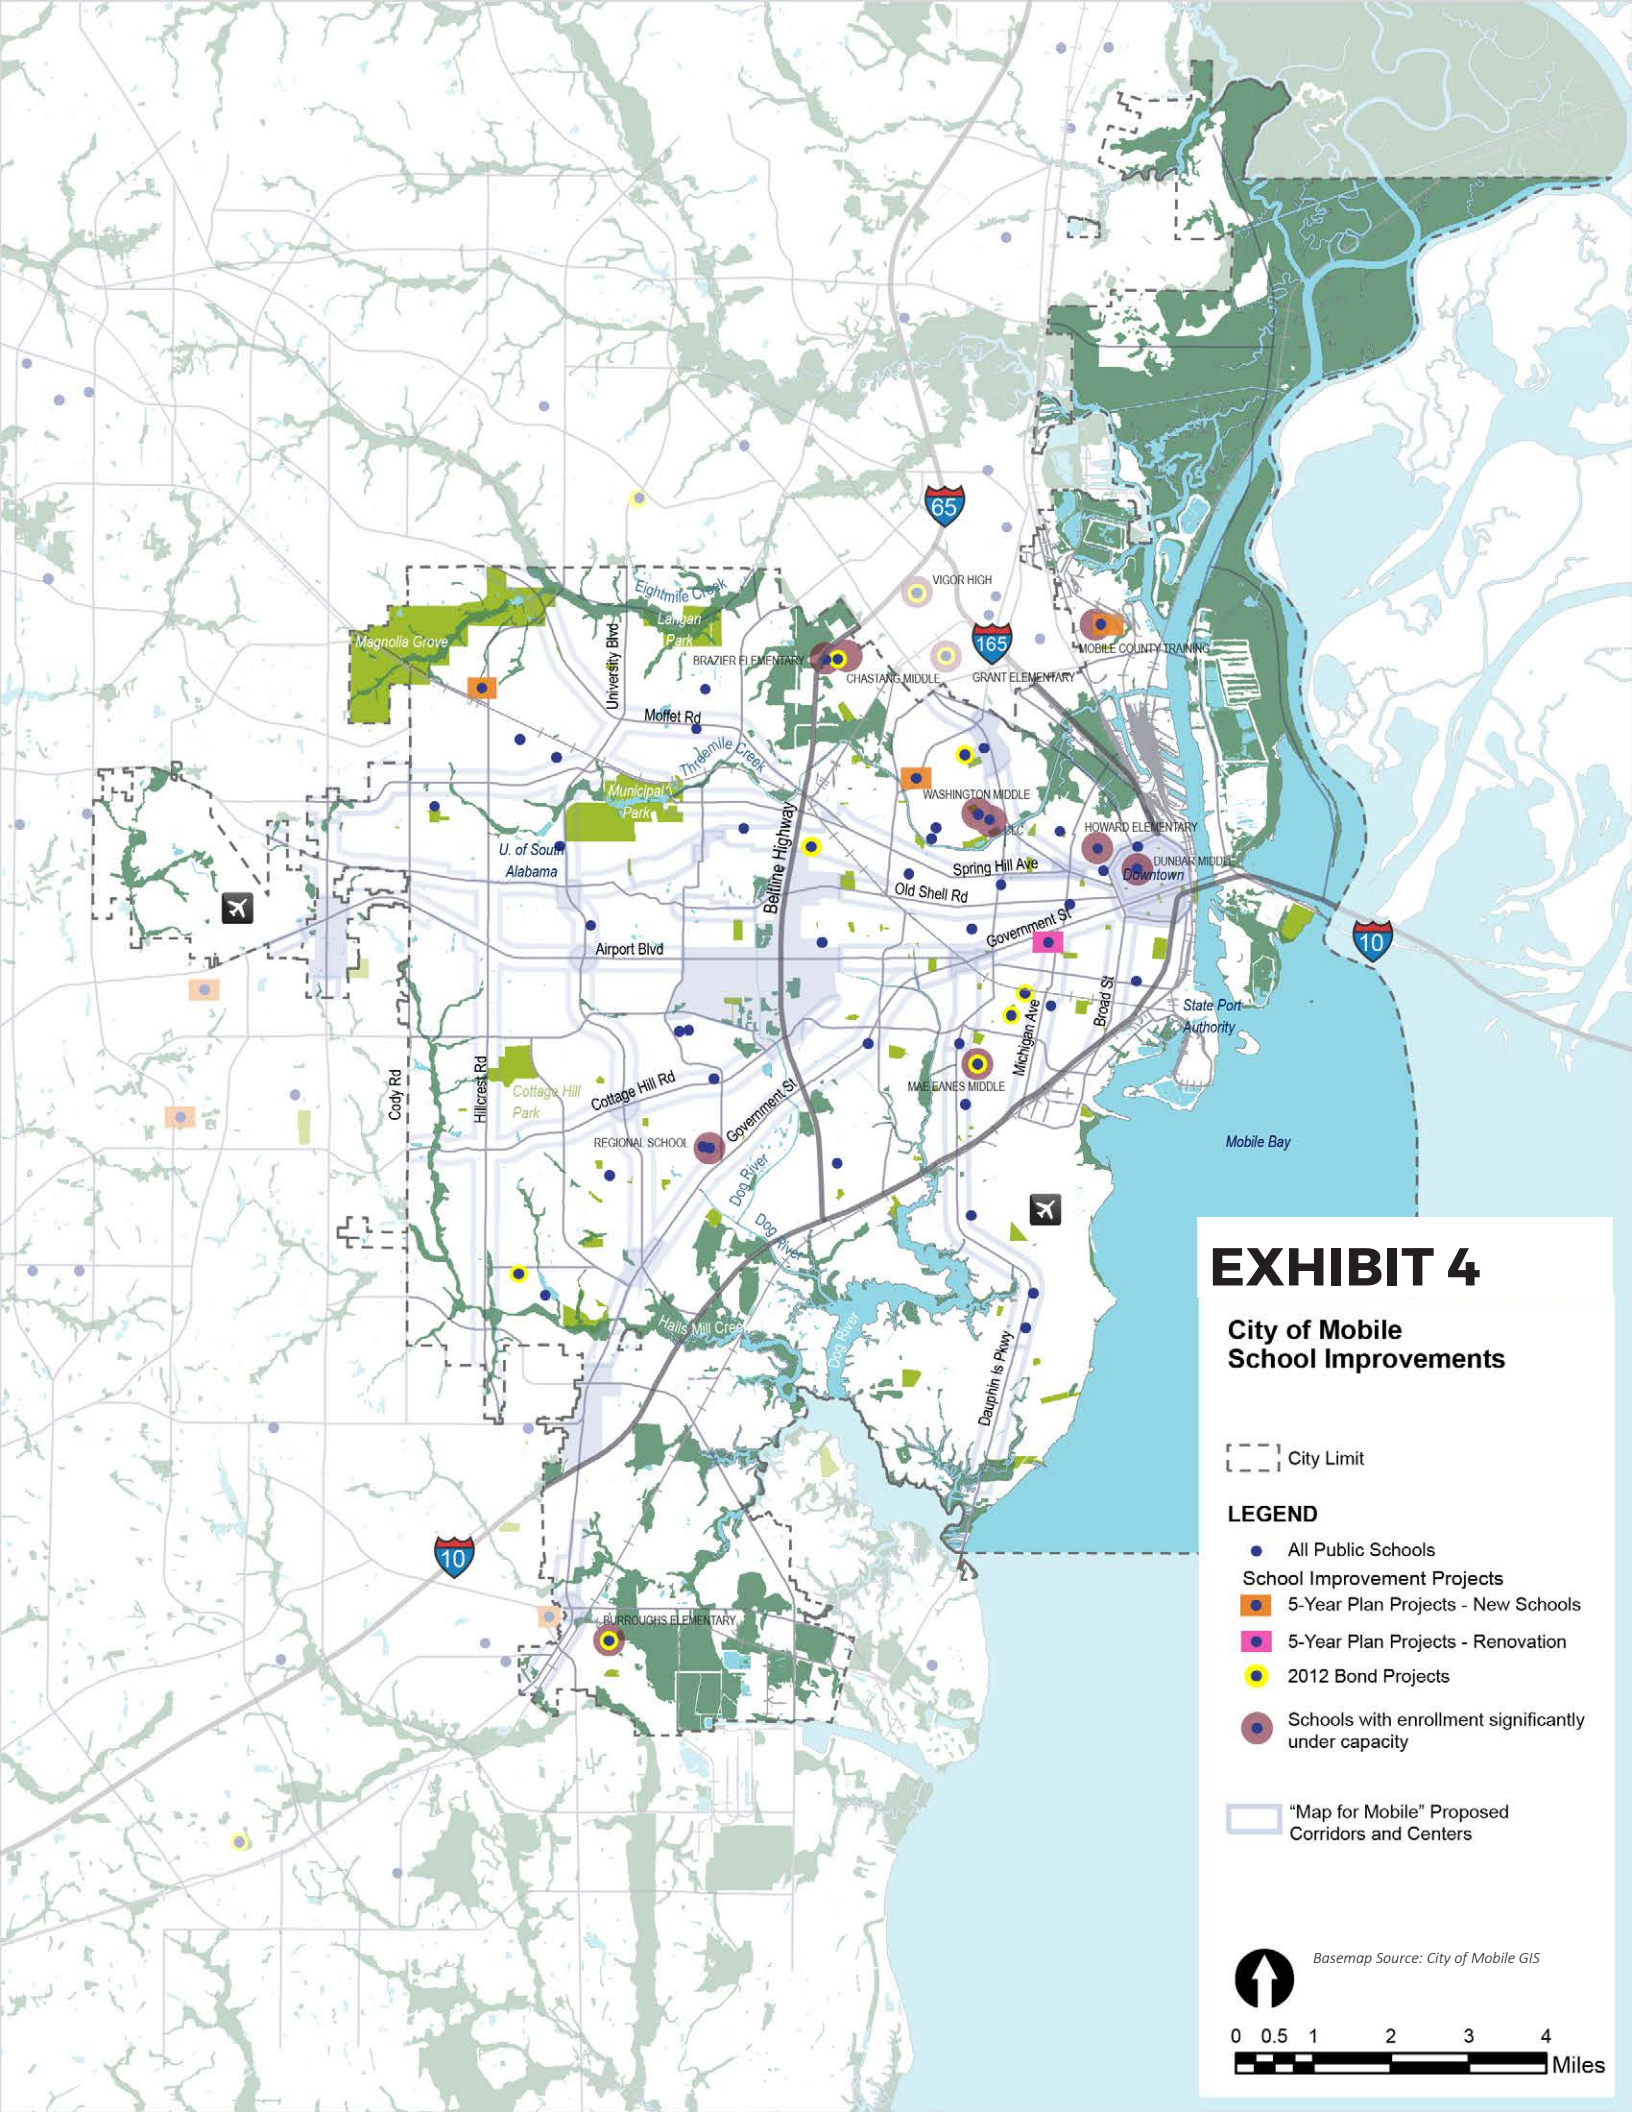 65
VIGOR HIGH
Eightmile Creek
Langan
Park
Magnolia Grove
University Blvd
165
MOBILE COUNTY TRAINING
BRAZIER ELEMENTARY
CHASTANG MIDDLE
GRANT ELEMENTARY
Moffet Rd
Threemile Creek
Municipal
Park
WASHINGTON MIDDLE
CLC
HOWARD ELEMENTARY
Beltline Highway
U. of South
Alabama
Spring Hill Ave
DUNBAR MIDDLE
Downtown
Old Shell Rd
Government St
Airport Blvd
10
Broad St
State Port
Authority
Michigan Ave
Cody Rd
Hillcrest Rd
Cottage Hill
Park
Cottage Hill Rd
MAE EANES MIDDLE
Government St
REGIONAL SCHOOL
Mobile Bay
Dog River
Dog River
Halls Mill Creek
Dog River
Dauphin Is Pkwy
10
BURROUGHS ELEMENTARY
EXHIBIT 4
City of Mobile
School Improvements
City Limit
LEGEND
All Public Schools
School Improvement Projects
5-Year Plan Projects - New Schools
5-Year Plan Projects - Renovation
2012 Bond Projects
Schools with enrollment significantly
under capacity
“Map for Mobile” Proposed
Corridors and Centers
Basemap Source: City of Mobile GIS
0 0.5 1 2 3 4
Miles